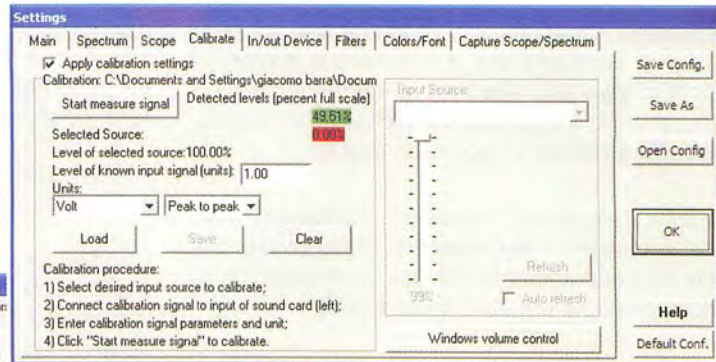 Settings
Main Spectrum Scope Calibrate In/out Device Filters Colors/Font Capture Scope/Spectrum
Apply calibration settings
Calibration: C:\Documents and Settings\giacomo barra\Docum
Start measure signal
Detected levels (percent full scale)
49.61%
0.00%
Selected Source:
Level of selected source:100.00%
Level of known input signal (units): 1.00
Units:
Volt Peak to peak
Load Save Clear
Calibration procedure:
1) Select desired input source to calibrate;
2) Connect calibration signal to input of sound card (left);
3) Enter calibration signal parameters and unit;
4) Click "Start measure signal" to calibrate.
Input Source
Refresh
93%
Auto refresh
Windows volume control
Save Config.
Save As
Open Config
OK
Help
Default Conf.